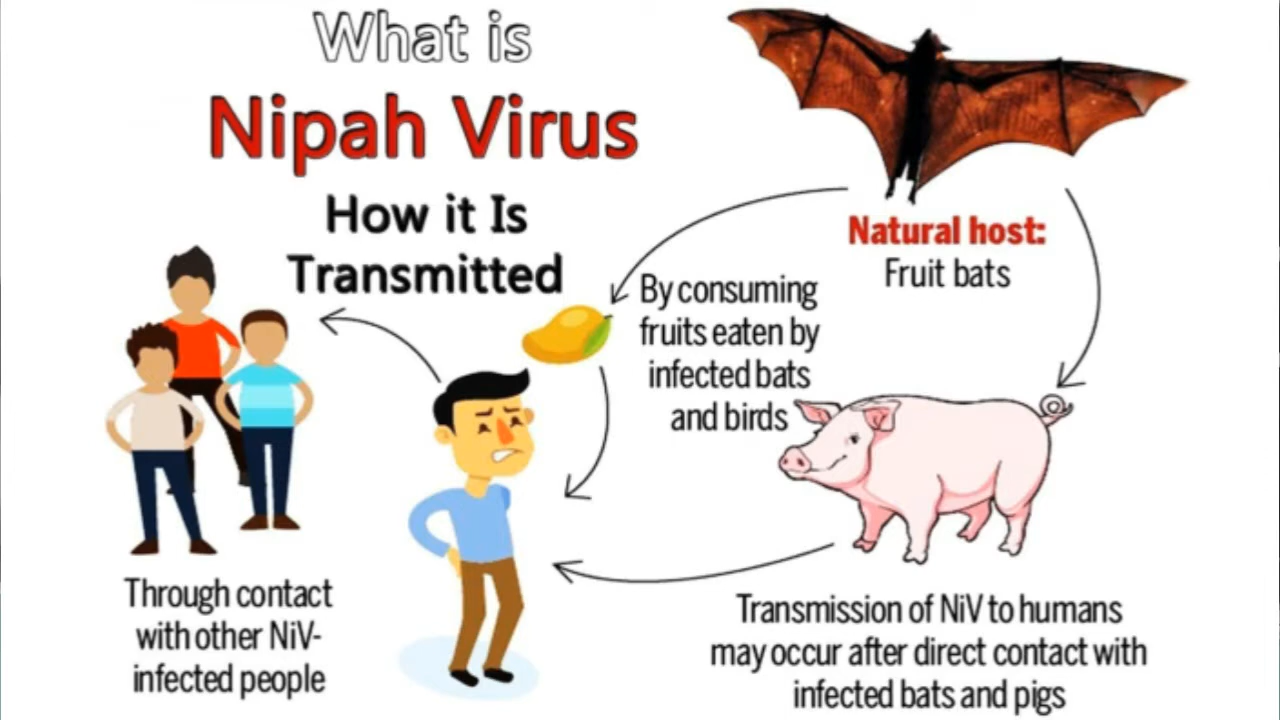 What is
Nipah Virus
How it Is
Transmitted
Natural host:
Fruit bats
By consuming
fruits eaten by
infected bats
and birds
Through contact
with other NiV-
infected people
Transmission of NiV to humans
may occur after direct contact with
infected bats and pigs